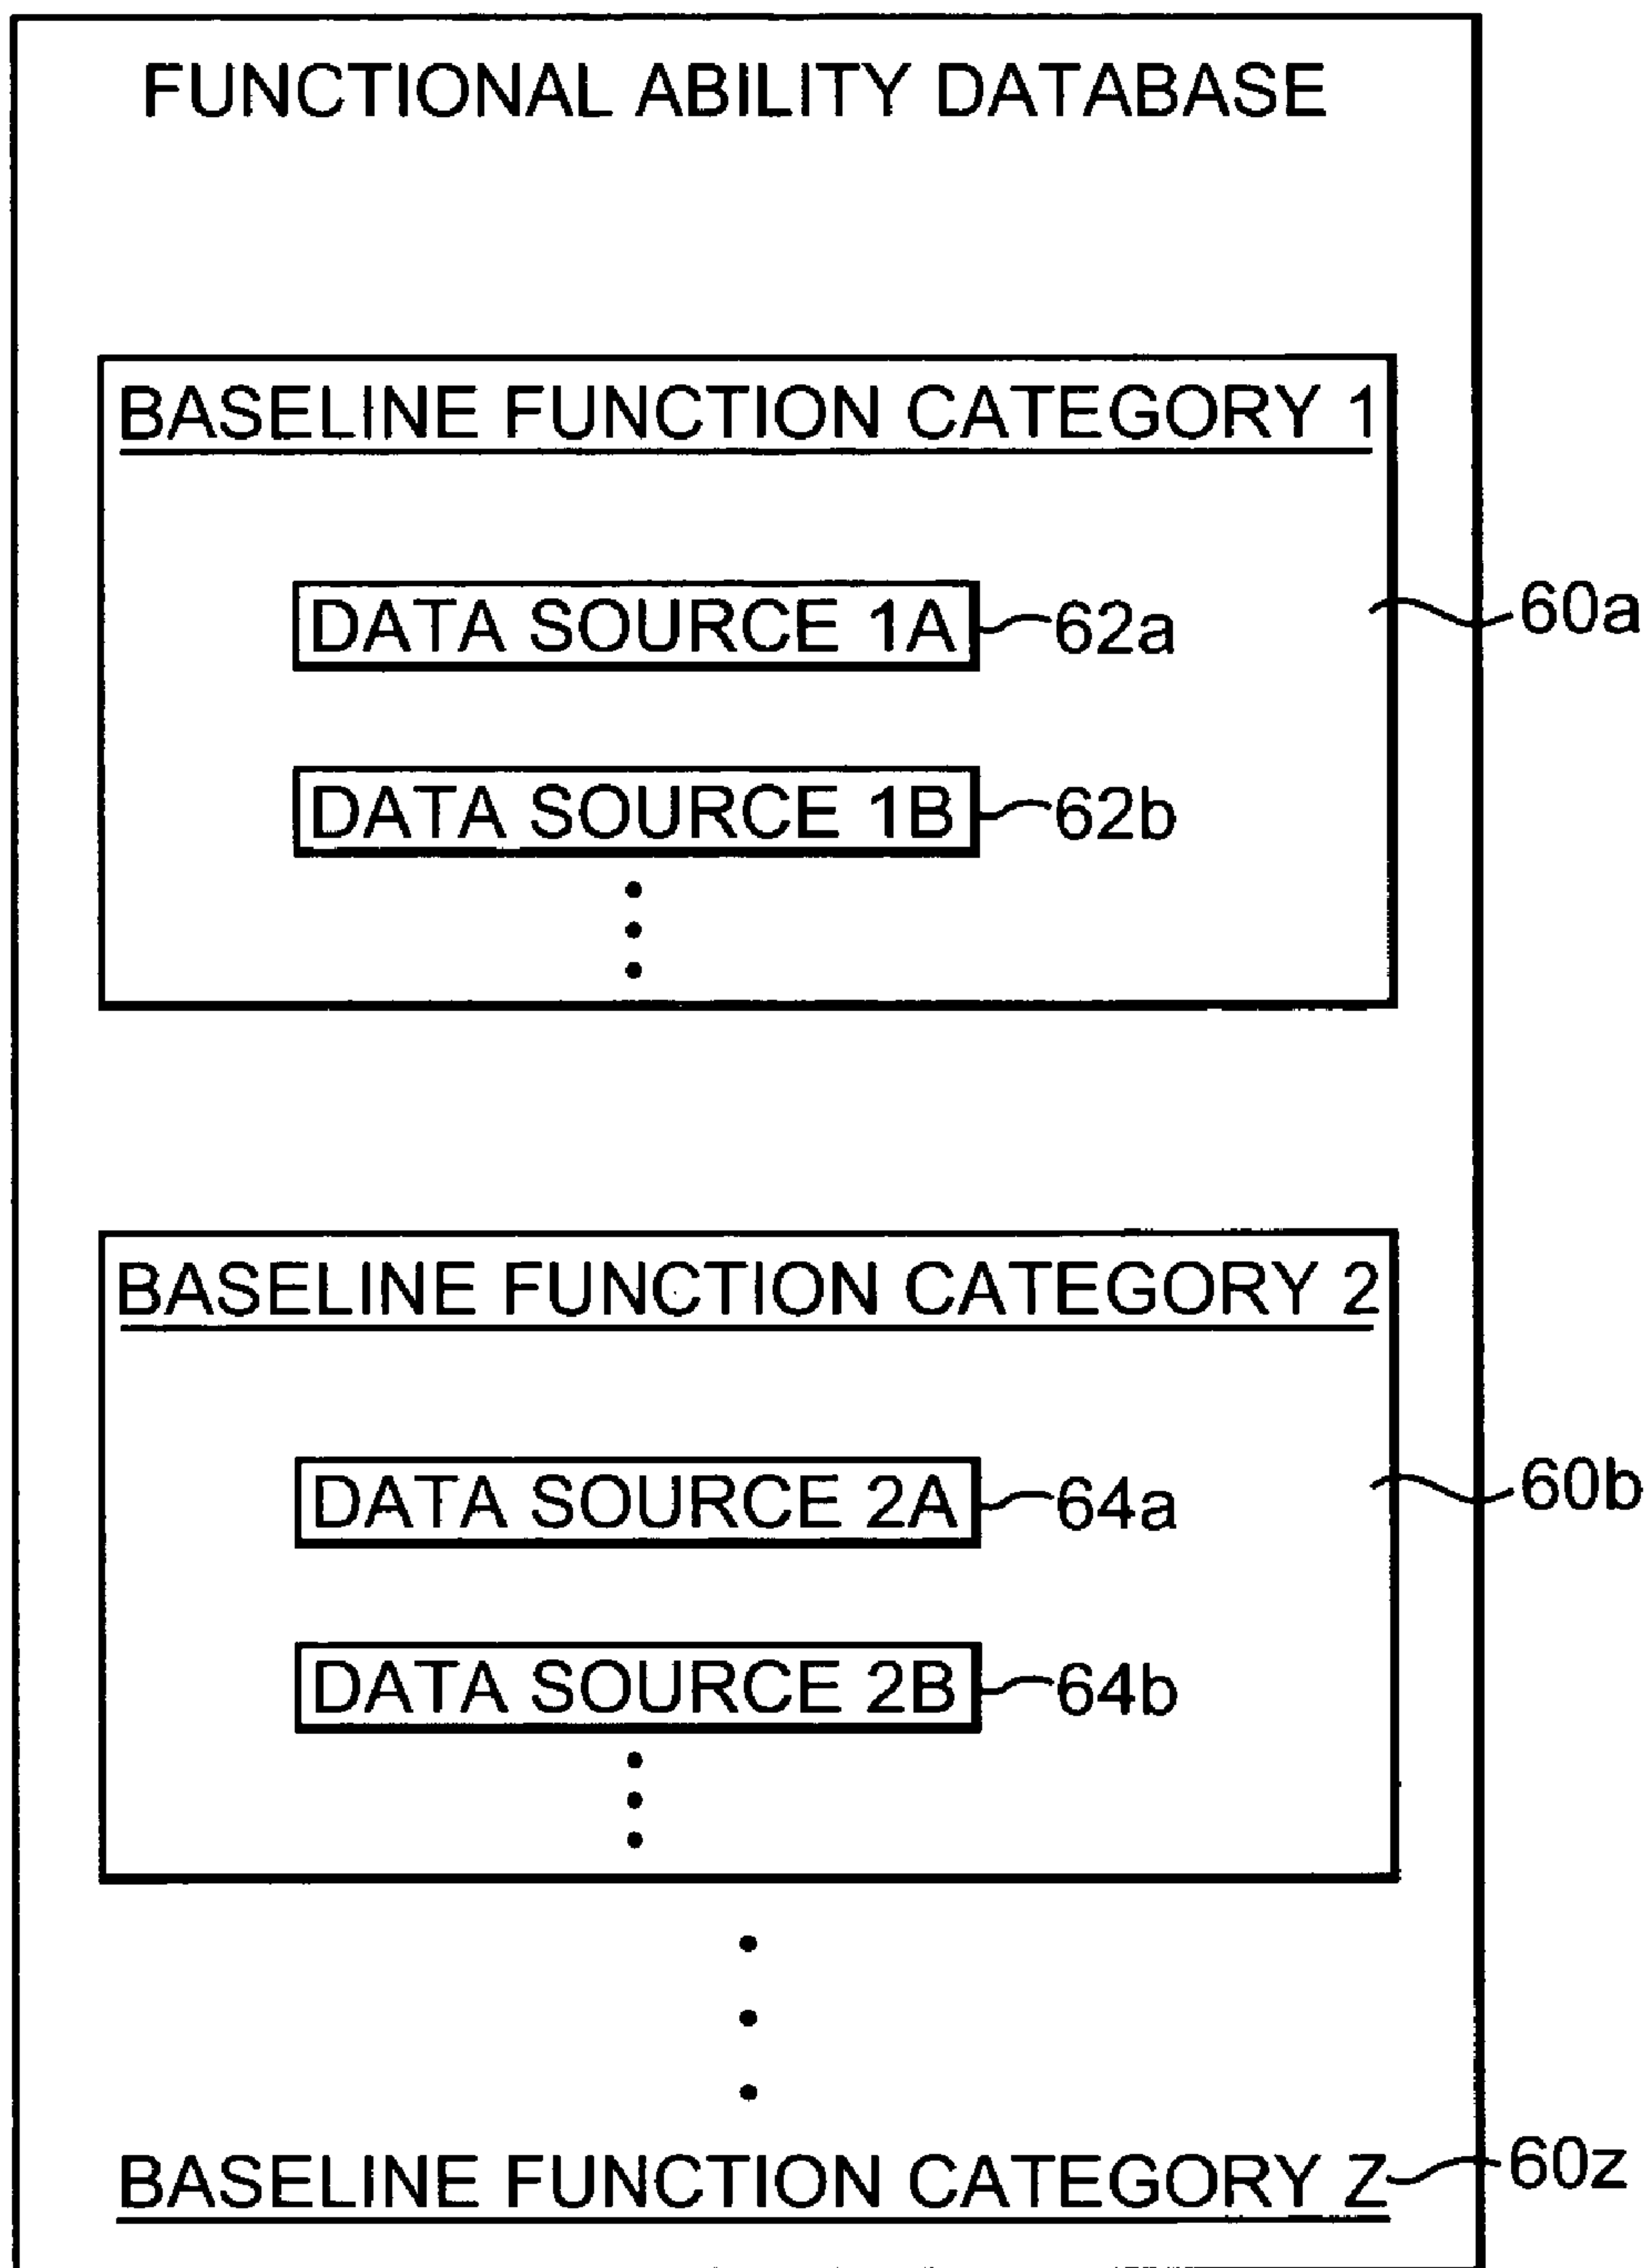 FUNCTIONAL ABILITY DATABASE
BASELINE FUNCTION CATEGORY 1
DATA SOURCE 1A 62a
60a
DATA SOURCE 1B 62b
BASELINE FUNCTION CATEGORY 2
DATA SOURCE 2A 64a
60b
DATA SOURCE 2B 64b
BASELINE FUNCTION CATEGORY Z 60z